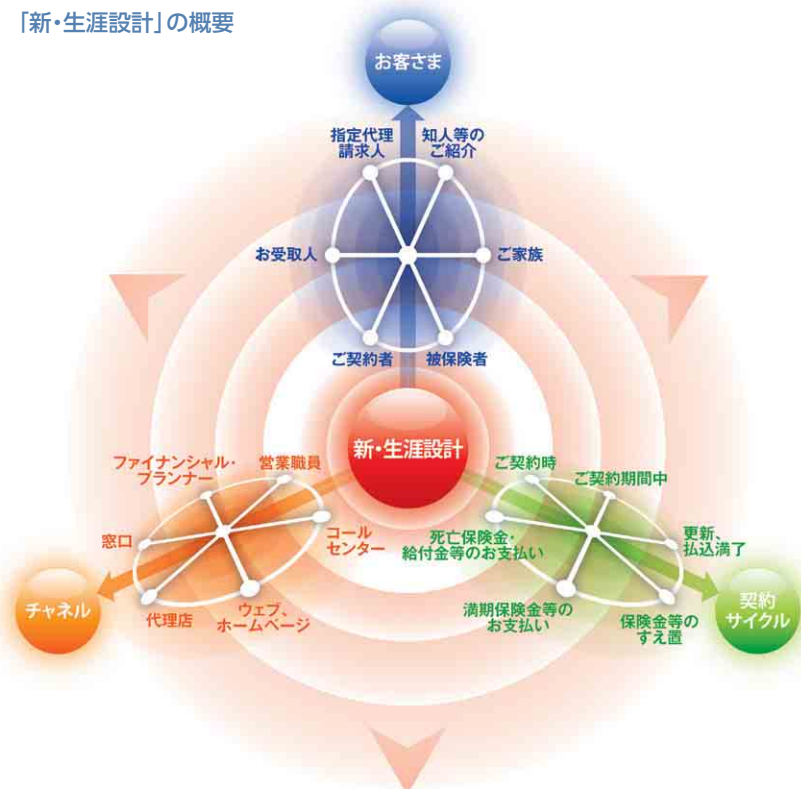 「新・生涯設計」の概要
お客さま
指定代理
請求人
知人等の
ご紹介
お受取人
ご家族
ご契約者
被保険者
新・生涯設計
ファイナンシャル・
プランナー
営業職員
窓口
コール
センター
代理店
ウェブ、
ホームページ
チャネル
ご契約時
ご契約期間中
死亡保険金・
給付金等のお支払い
更新、
払込満了
満期保険金等の
お支払い
保険金等の
すえ置
契約
サイクル